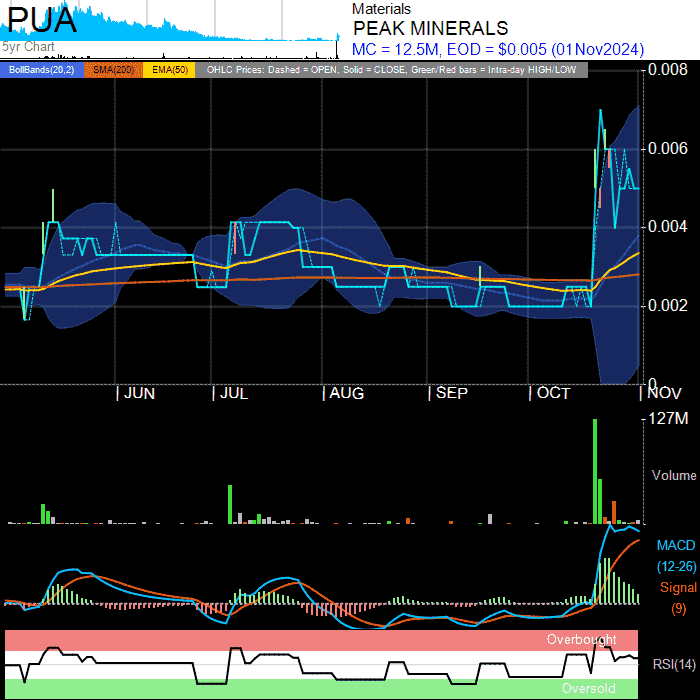 PUA
5yr Chart
Materials
PEAK MINERALS
MC = 12.5M, EOD = $0.005 (01Nov2024)
BollBands(20,2) SMA(200) EMA(50) OHLC Prices: Dashed = OPEN, Solid = CLOSE, Green/Red bars = Intra-day HIGH/LOW
0.008
0.006
0.004
0.002
0
JUN JUL AUG SEP OCT NOV
127M
Volume
MACD
(12-26)
Signal
(9)
Overbought
RSI(14)
Oversold